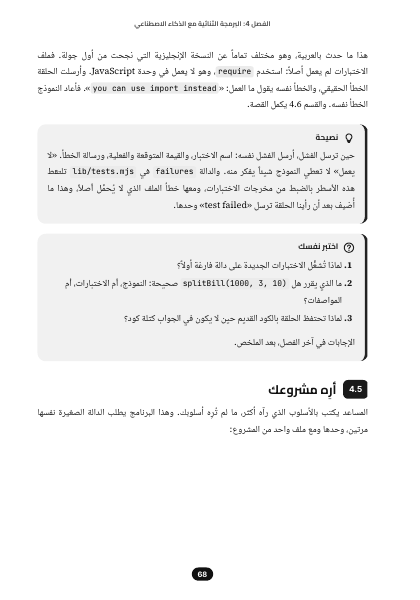 الفصل 4: البرمجة الثنائية مع الذكاء الاصطناعي
هذا ما حدث بالعربية، وهو مختلف تماماً عن النسخة الإنجليزية التي نجحت من أول جولة. فملف
الاختبارات لم يعمل أصلاً: استخدم require، وهو لا يعمل في وحدة JavaScript. وأرسلت الحلقة
الخطأ الحقيقي، والخطأ نفسه يقول ما العمل: «you can use import instead». فأعاد النموذج
الخطأ نفسه. والقسم 4.6 يكمل القصة.
نصيحة
حين ترسل الفشل، أرسل الفشل نفسه: اسم الاختبار، والقيمة المتوقعة والفعلية، ورسالة الخطأ. «لا
يعمل» لا تعطي النموذج شيئاً يفكر منه. والدالة failures في lib/tests.mjs تلتقط
هذه الأسطر بالضبط من مخرجات الاختبارات، ومعها خطأ الملف الذي لا يُحمَّل أصلاً، وهذا ما
أُضيف بعد أن رأينا الحلقة ترسل «test failed» وحدها.
اختبر نفسك
1. لماذا تُشغَّل الاختبارات الجديدة على دالة فارغة أولاً؟
2. ما الذي يقرر هل splitBill(1000, 3, 10) صحيحة: النموذج، أم الاختبارات، أم
المواصفات؟
3. لماذا تحتفظ الحلقة بالكود القديم حين لا يكون في الجواب كتلة كود؟
الإجابات في آخر الفصل، بعد الملخص.
4.5 أرِه مشروعك
المساعد يكتب بالأسلوب الذي رآه أكثر، ما لم تُرِه أسلوبك. وهذا البرنامج يطلب الدالة الصغيرة نفسها
مرتين، وحدها ومع ملف واحد من المشروع:
68